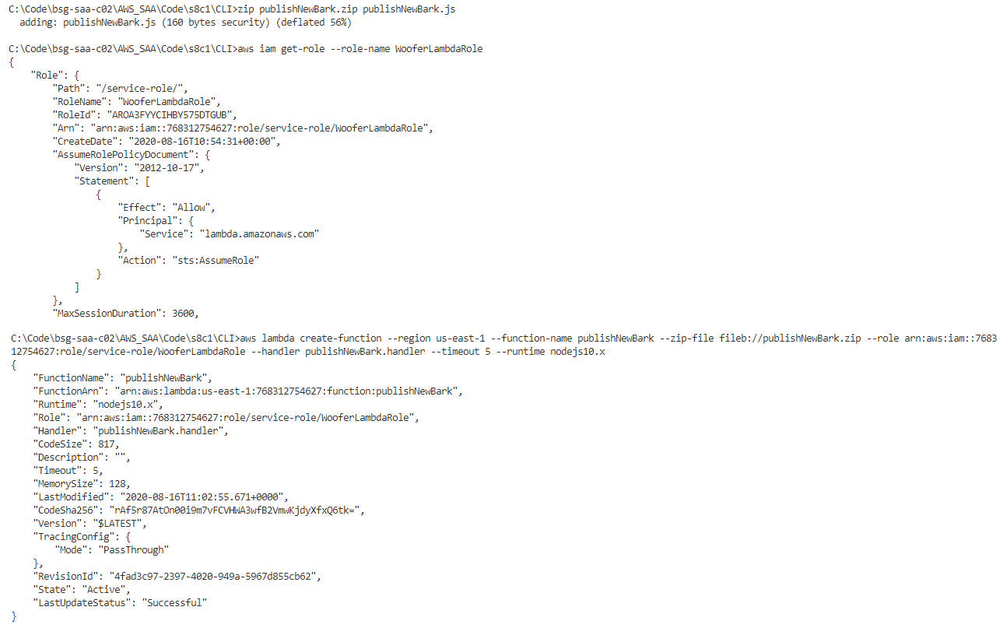 C:\Code\bsg-saa-c02\AWS_SAA\Code\s8c1\CLI>zip publishNewBark.zip publishNewBark.js
  adding: publishNewBark.js (160 bytes security) (deflated 56%)
C:\Code\bsg-saa-c02\AWS_SAA\Code\s8c1\CLI>aws iam get-role --role-name WooferLambdaRole
{
    "Role": {
        "Path": "/service-role/",
        "RoleName": "WooferLambdaRole",
        "RoleId": "AROA3FYYCIHBY575DTGUB",
        "Arn": "arn:aws:iam::768312754627:role/service-role/WooferLambdaRole",
        "CreateDate": "2020-08-16T10:54:31+00:00",
        "AssumeRolePolicyDocument": {
            "Version": "2012-10-17",
            "Statement": [
                {
                    "Effect": "Allow",
                    "Principal": {
                        "Service": "lambda.amazonaws.com"
                    },
                    "Action": "sts:AssumeRole"
                }
            ]
        },
        "MaxSessionDuration": 3600,
C:\Code\bsg-saa-c02\AWS_SAA\Code\s8c1\CLI>aws lambda create-function --region us-east-1 --function-name publishNewBark --zip-file fileb://publishNewBark.zip --role arn:aws:iam::7683
12754627:role/service-role/WooferLambdaRole --handler publishNewBark.handler --timeout 5 --runtime nodejs10.x
{
    "FunctionName": "publishNewBark",
    "FunctionArn": "arn:aws:lambda:us-east-1:768312754627:function:publishNewBark",
    "Runtime": "nodejs10.x",
    "Role": "arn:aws:iam::768312754627:role/service-role/WooferLambdaRole",
    "Handler": "publishNewBark.handler",
    "CodeSize": 817,
    "Description": "",
    "Timeout": 5,
    "MemorySize": 128,
    "LastModified": "2020-08-16T11:02:55.671+0000",
    "CodeSha256": "rAf5r87AtOn00i9m7vFCVHWA3wfB2VmwKjdyXfxQ6tk=",
    "Version": "$LATEST",
    "TracingConfig": {
        "Mode": "PassThrough"
    },
    "RevisionId": "4fad3c97-2397-4020-949a-5967d855cb62",
    "State": "Active",
    "LastUpdateStatus": "Successful"
}